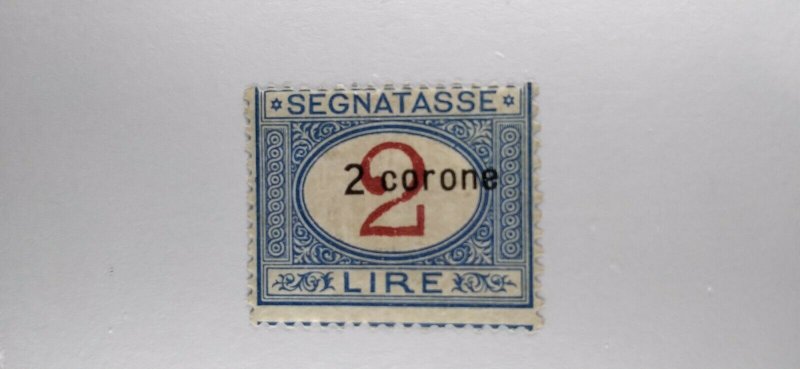 SEGNATASSE
2
2 corone
LIRE